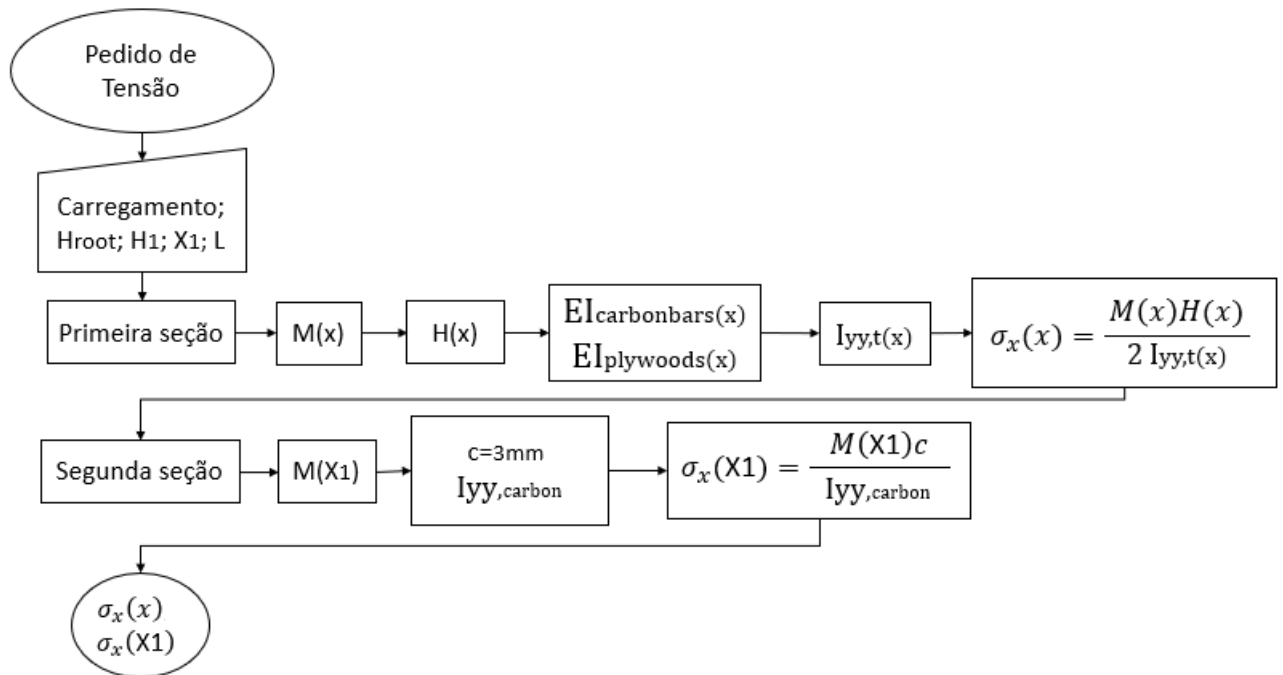 Pedido de
Tensão
Carregamento;
Hroot; H1; X1; L
Primeira seção
M(x)
H(x)
EIcarbonbars(x)
EIplywoods(x)
Iyy,t(x)
σx(x) = M(x)H(x) / 2 Iyy,t(x)
Segunda seção
M(X1)
c=3mm
Iyy,carbon
σx(X1) = M(X1)c / Iyy,carbon
σx(x)
σx(X1)